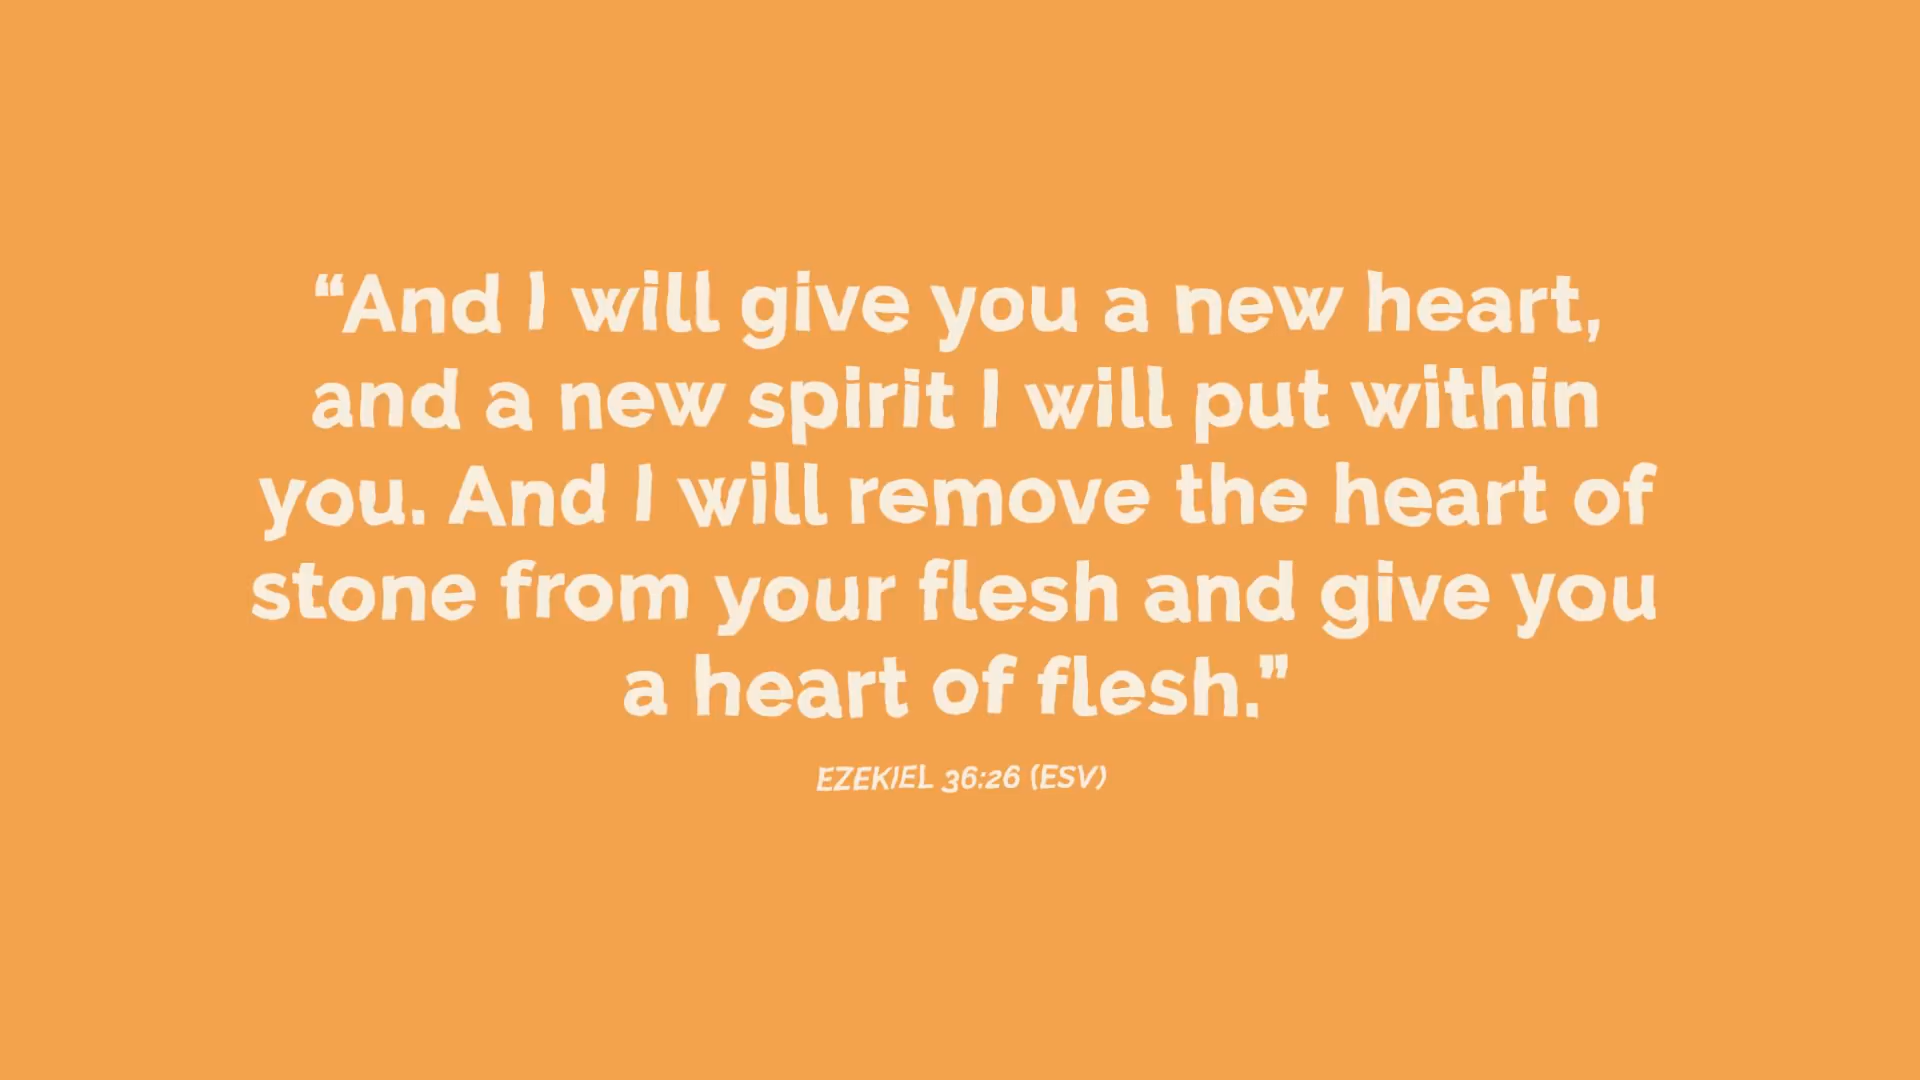 “And I will give you a new heart,
and a new spirit I will put within
you. And I will remove the heart of
stone from your flesh and give you
a heart of flesh.”
EZEKIEL 36:26 (ESV)